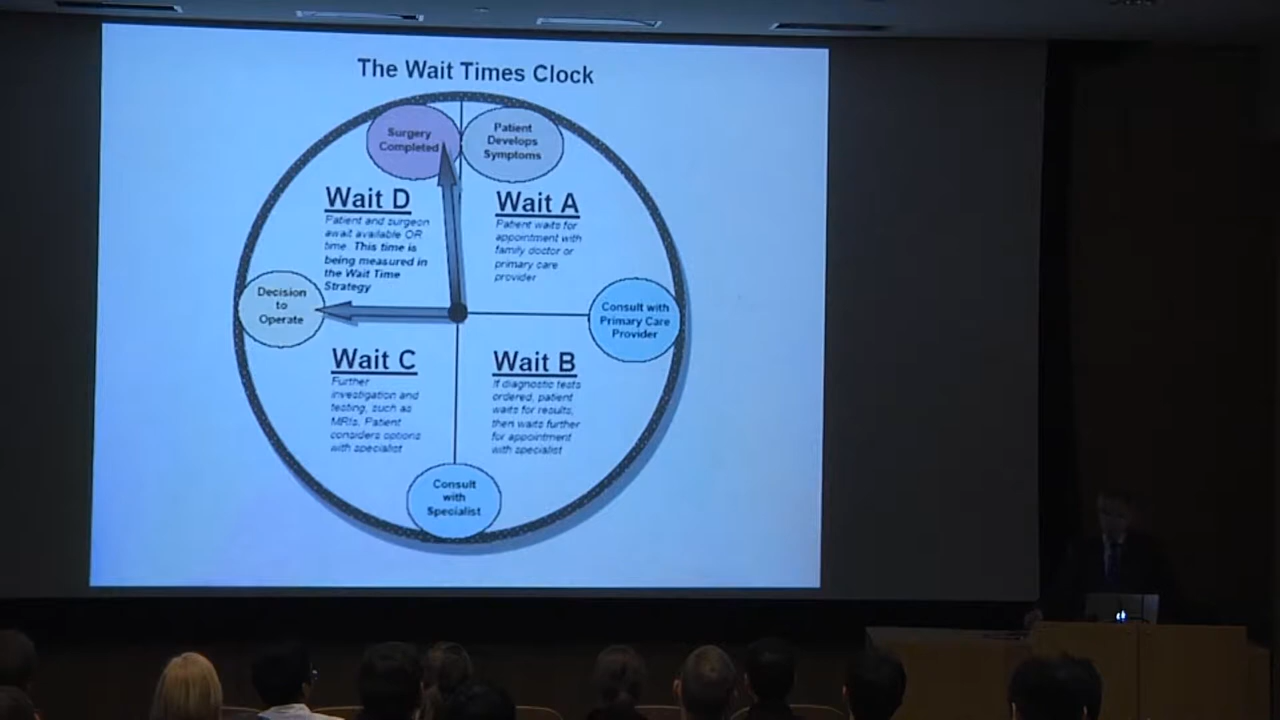 The Wait Times Clock
Surgery
Completed
Patient
Develops
Symptoms
Wait D
Patient and surgeon
await available OR
time. This time is
being measured in
the Wait Time
Strategy
Wait A
Patient waits for
appointment with
family doctor or
primary care
provider
Decision
to
Operate
Consult with
Primary Care
Provider
Wait C
Further
investigation and
testing, such as
MRIs. Patient
considers options
with specialist
Wait B
If diagnostic tests
ordered, patient
waits for results,
then waits further
for appointment
with specialist
Consult
with
Specialist